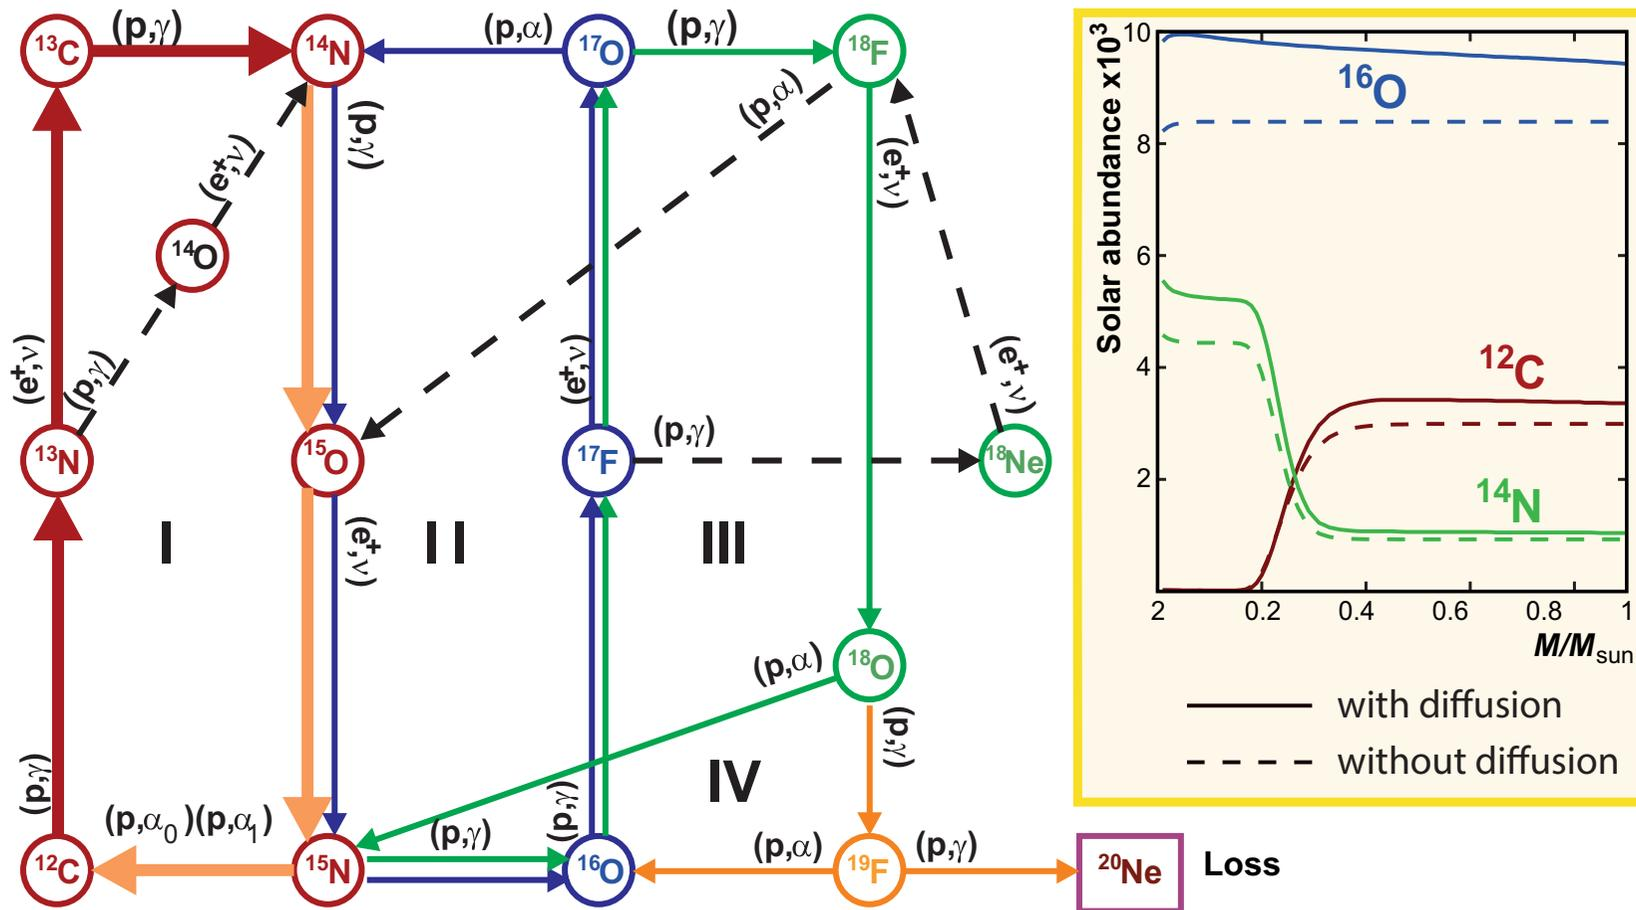 ¹³C
(p,γ)
¹⁴N
(p,α)
¹⁷O
(p,γ)
¹⁸F
(p,α)
(p,γ)
(e⁺,ν)
(e⁺,ν)
¹⁴O
(e⁺,ν)
(p,γ)
(e⁺,ν)
(e⁺,ν)
¹³N
¹⁵O
¹⁷F
(p,γ)
¹⁸Ne
I
II
III
(e⁺,ν)
¹⁸O
(p,α)
(p,γ)
IV
(p,γ)
(p,α₀)(p,α₁)
(p,γ)
(p,γ)
¹²C
¹⁵N
¹⁶O
(p,α)
¹⁹F
(p,γ)
²⁰Ne
Loss
Solar abundance x10³
10
8
6
4
2
¹⁶O
¹²C
¹⁴N
2
0.2
0.4
0.6
0.8
1
M/Msun
with diffusion
without diffusion